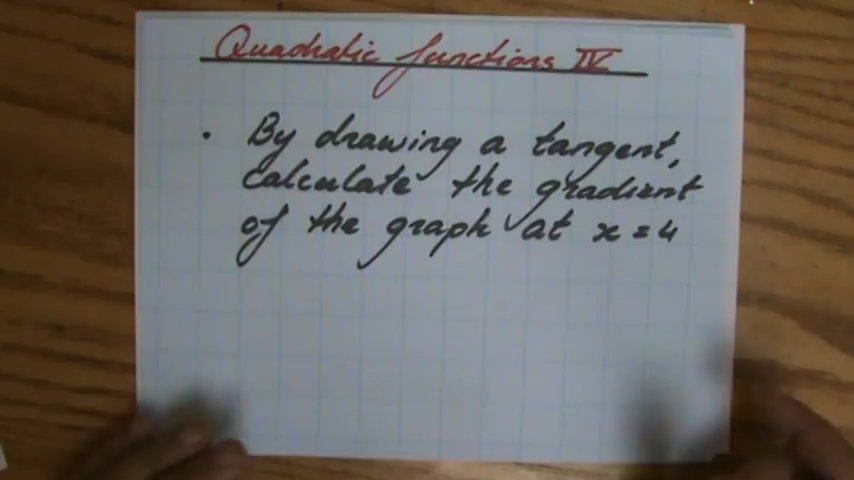 Quadratic functions IV
• By drawing a tangent,
calculate the gradient
of the graph at x = 4